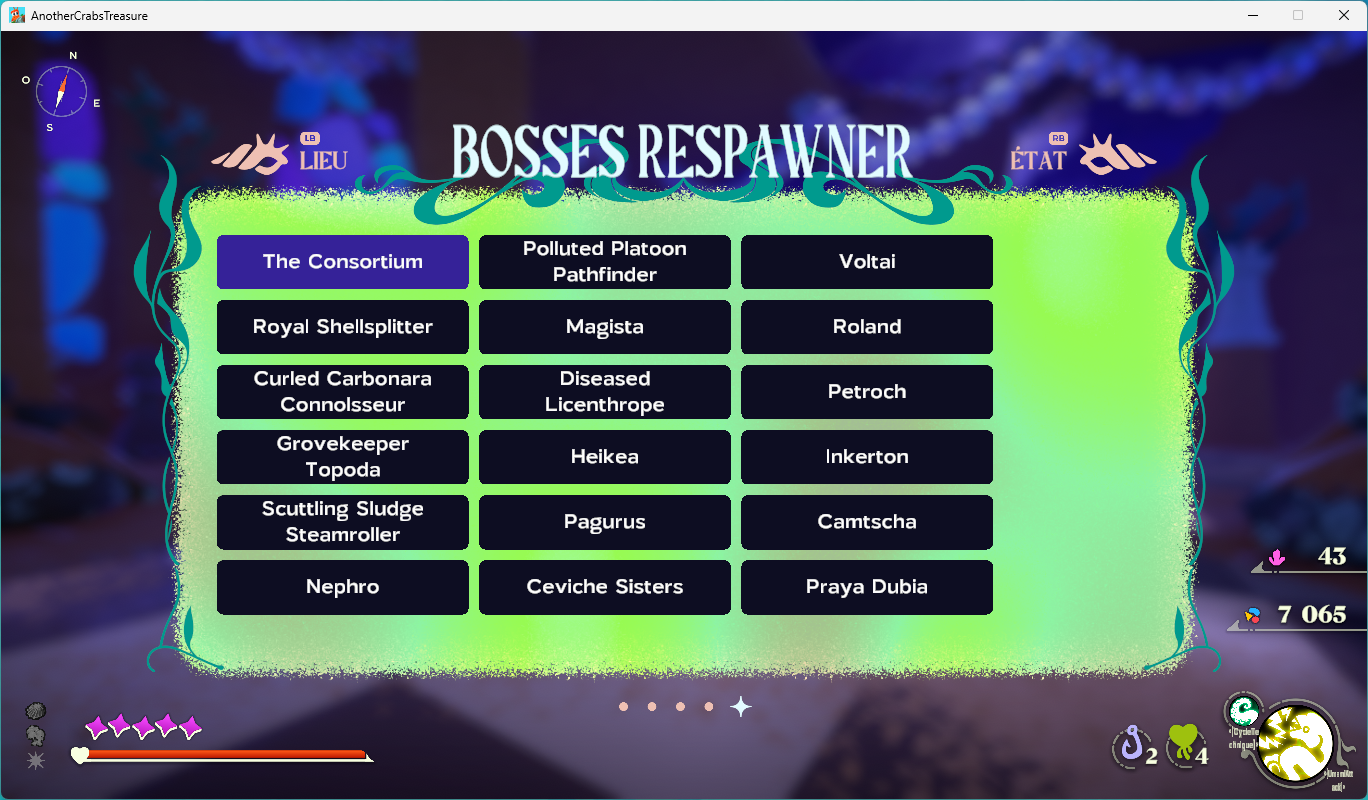 AnotherCrabsTreasure
N
O
E
S
LB
LIEU
BOSSES RESPAWNER
RB
ÉTAT
The Consortium
Polluted Platoon
Pathfinder
Voltai
Royal Shellsplitter
Magista
Roland
Curled Carbonara
Connolsseur
Diseased
Licenthrope
Petroch
Grovekeeper
Topoda
Heikea
Inkerton
Scuttling Sludge
Steamroller
Pagurus
Camtscha
Nephro
Ceviche Sisters
Praya Dubia
43
7 065
2
4